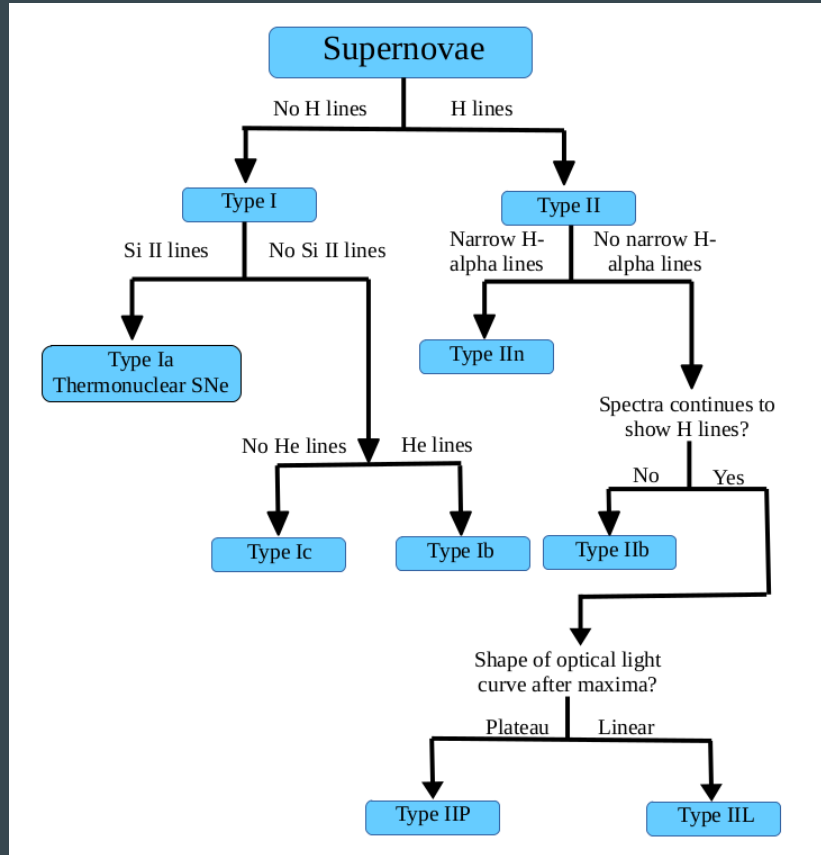 Supernovae
No H lines
H lines
Type I
Type II
Si II lines
No Si II lines
Narrow H-
alpha lines
No narrow H-
alpha lines
Type Ia
Thermonuclear SNe
Type IIn
Spectra continues to
show H lines?
No He lines
He lines
No
Yes
Type Ic
Type Ib
Type IIb
Shape of optical light
curve after maxima?
Plateau
Linear
Type IIP
Type IIL